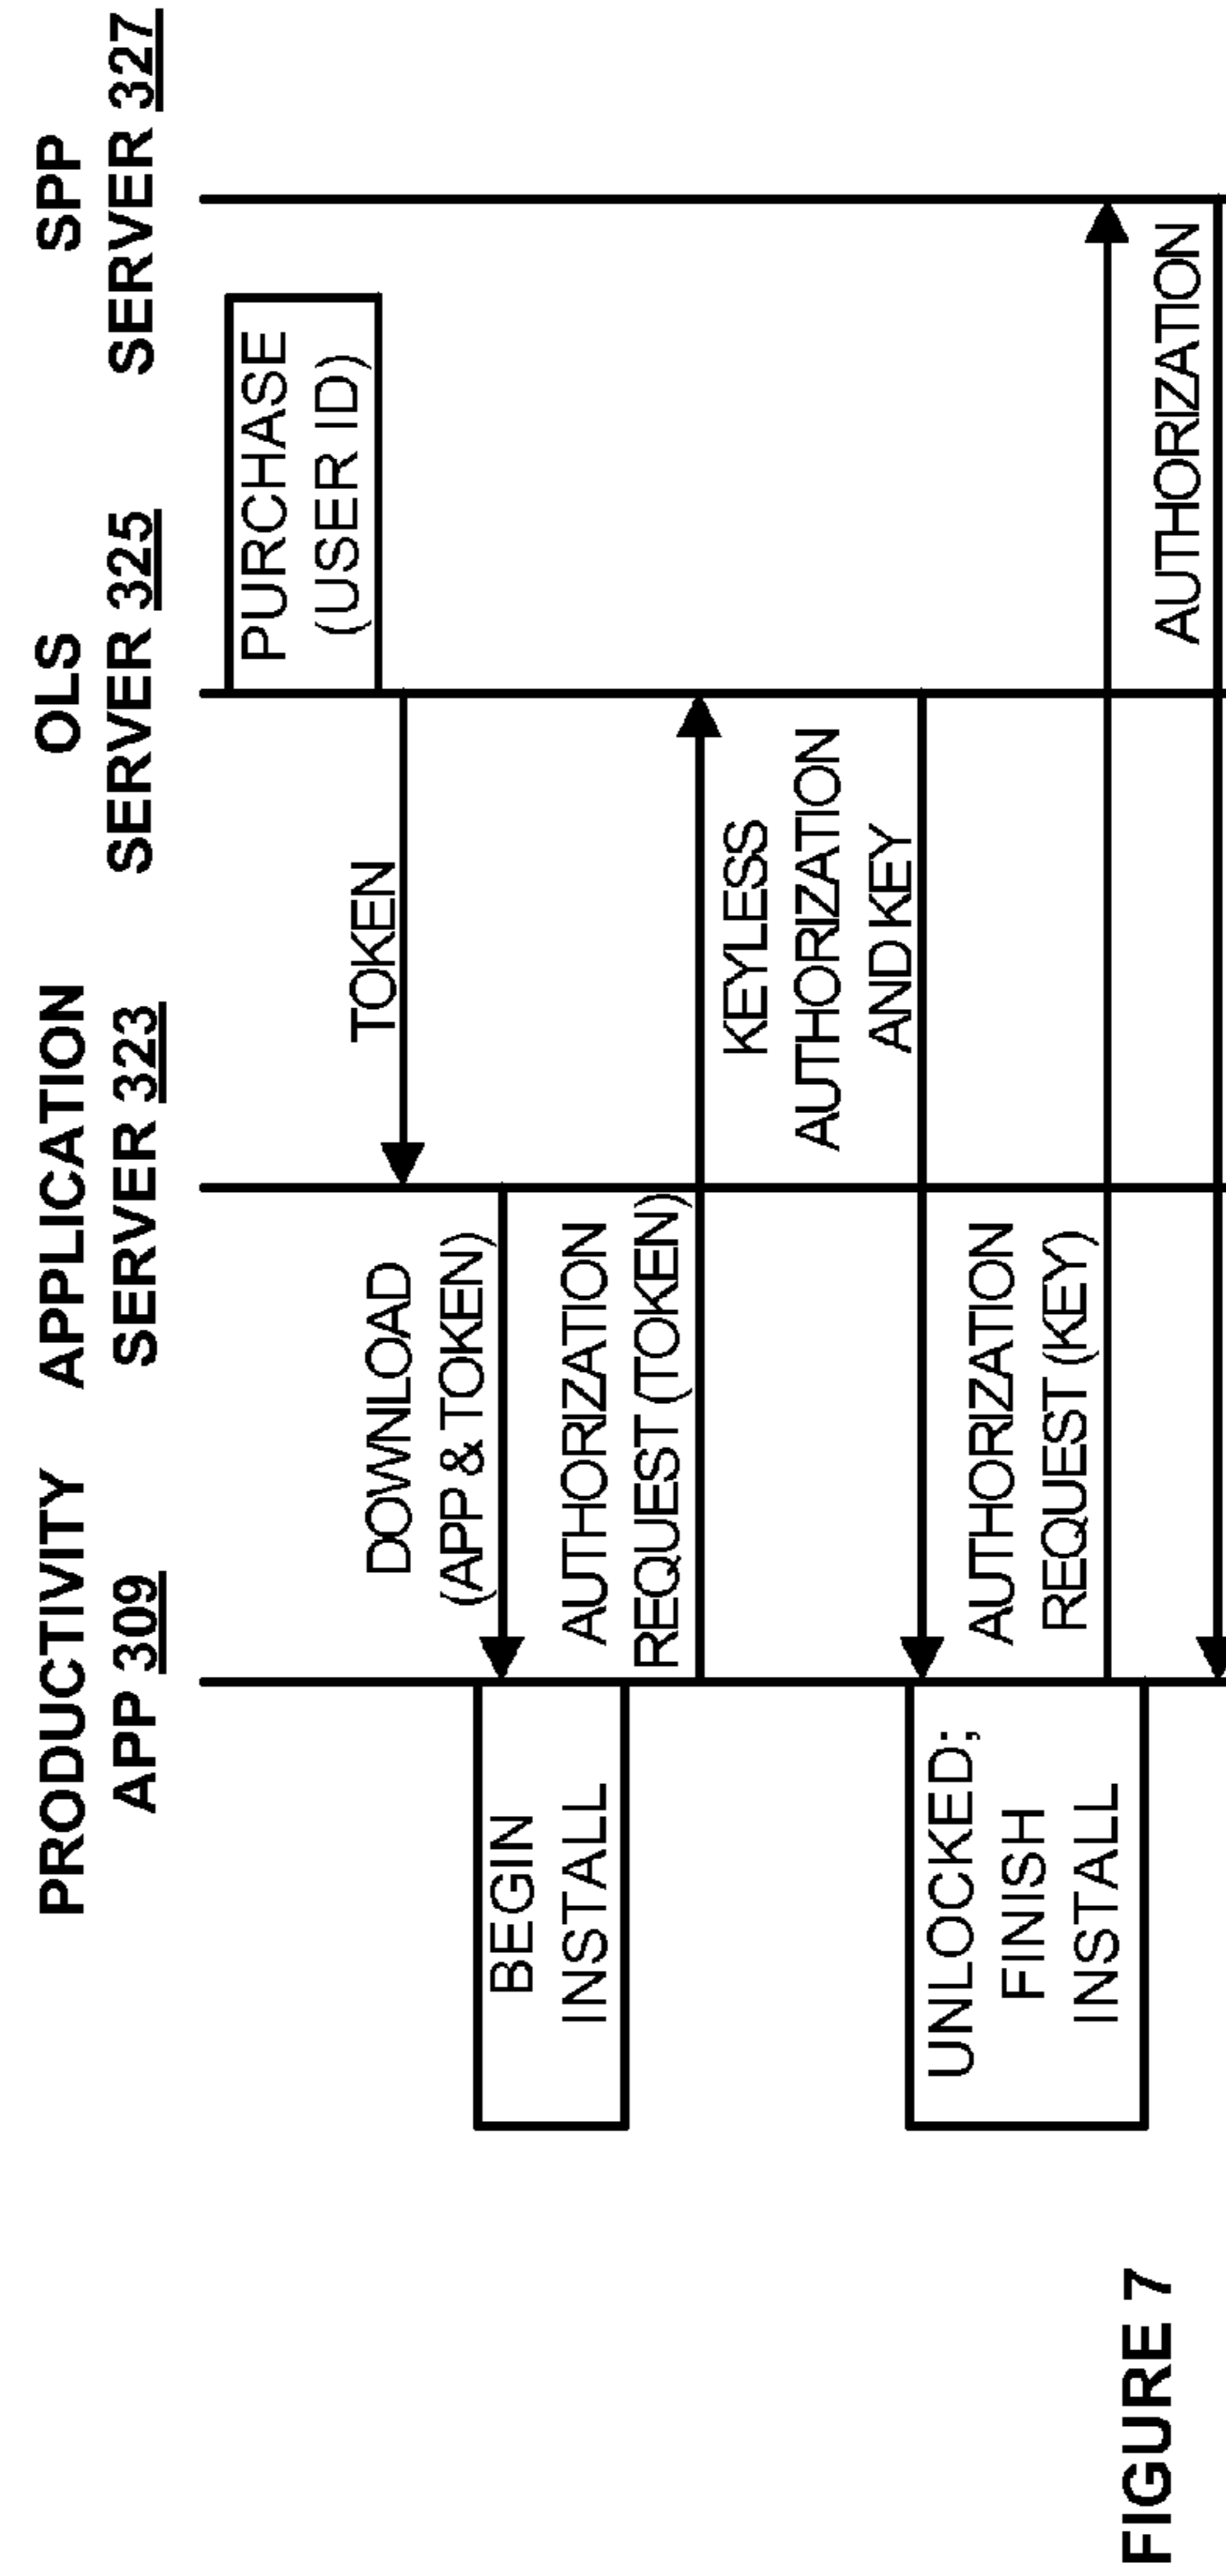 PRODUCTIVITY
APP 309
APPLICATION
SERVER 323
OLS
SERVER 325
SPP
SERVER 327
PURCHASE
(USER ID)
TOKEN
DOWNLOAD
(APP & TOKEN)
BEGIN
INSTALL
AUTHORIZATION
REQUEST (TOKEN)
KEYLESS
AUTHORIZATION
AND KEY
UNLOCKED;
FINISH
INSTALL
AUTHORIZATION
REQUEST (KEY)
AUTHORIZATION
FIGURE 7